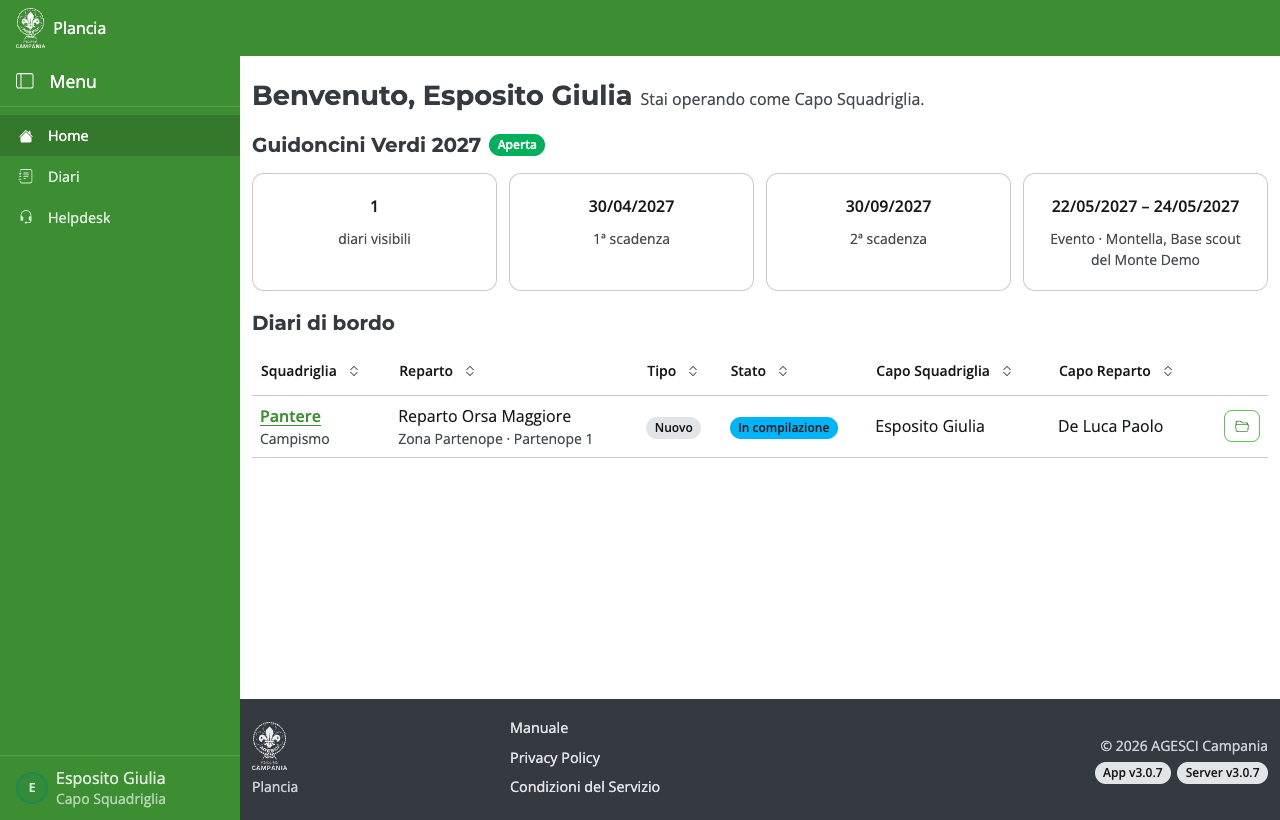 CAMPANIA
Plancia
Menu
Home
Diari
Helpdesk
Benvenuto, Esposito Giulia Stai operando come Capo Squadriglia.
Guidoncini Verdi 2027 Aperta
1
diari visibili
30/04/2027
1ª scadenza
30/09/2027
2ª scadenza
22/05/2027 – 24/05/2027
Evento · Montella, Base scout
del Monte Demo
Diari di bordo
Squadriglia Reparto Tipo Stato Capo Squadriglia Capo Reparto
Pantere
Campismo
Reparto Orsa Maggiore
Zona Partenope · Partenope 1
Nuovo
In compilazione
Esposito Giulia
De Luca Paolo
E
Esposito Giulia
Capo Squadriglia
CAMPANIA
Plancia
Manuale
Privacy Policy
Condizioni del Servizio
© 2026 AGESCI Campania
App v3.0.7 Server v3.0.7